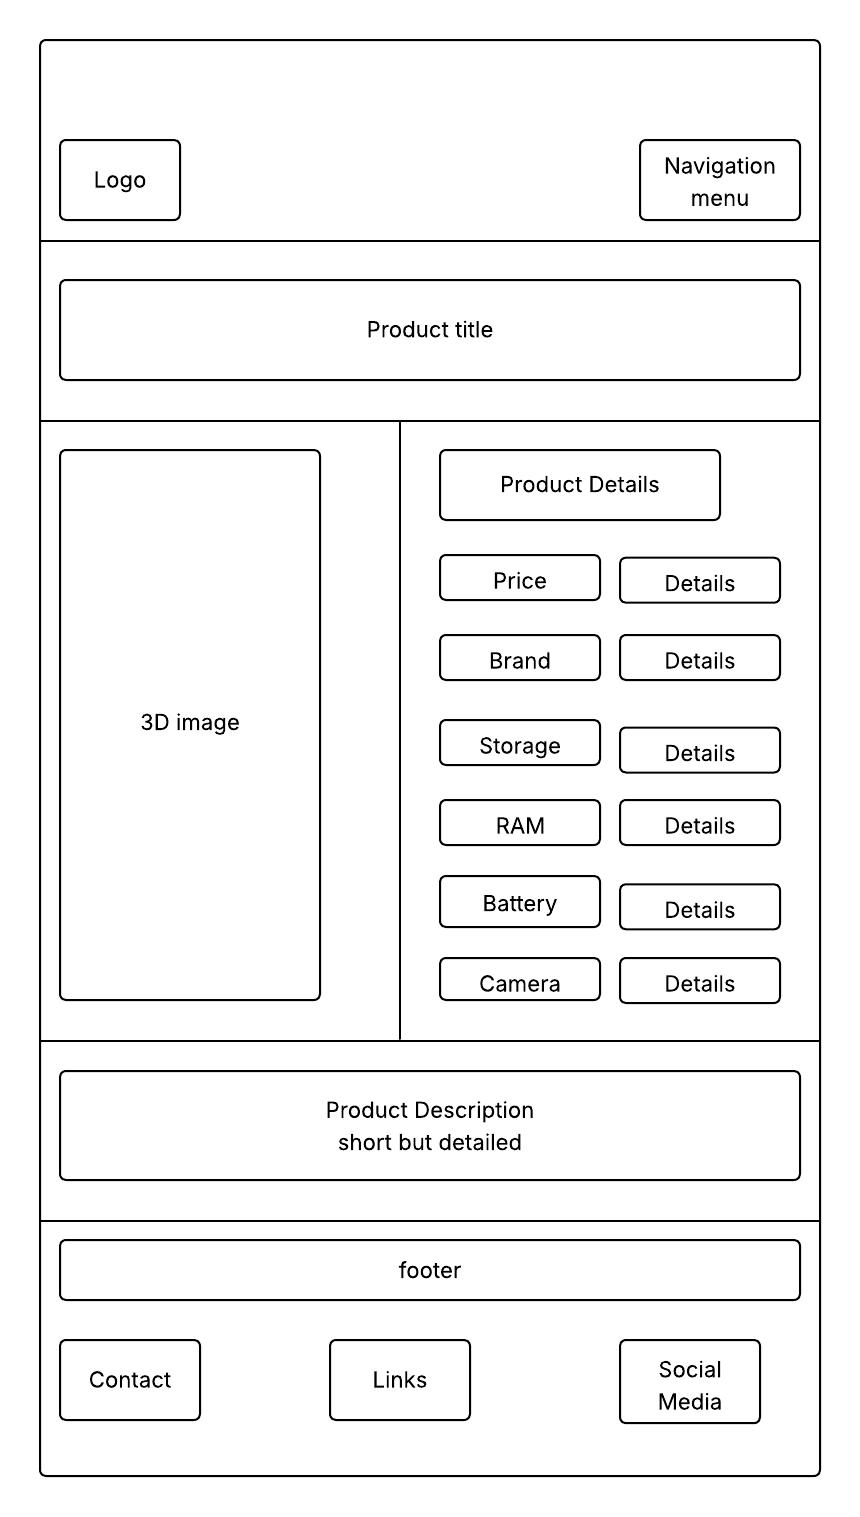 Logo
Navigation
menu
Product title
3D image
Product Details
Price
Details
Brand
Details
Storage
Details
RAM
Details
Battery
Details
Camera
Details
Product Description
short but detailed
footer
Contact
Links
Social
Media